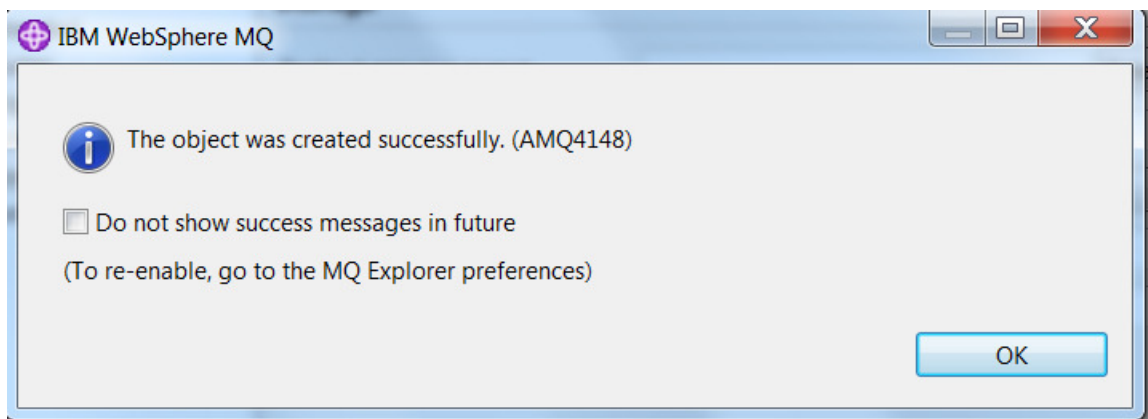 IBM WebSphere MQ
The object was created successfully. (AMQ4148)
Do not show success messages in future
(To re-enable, go to the MQ Explorer preferences)
OK